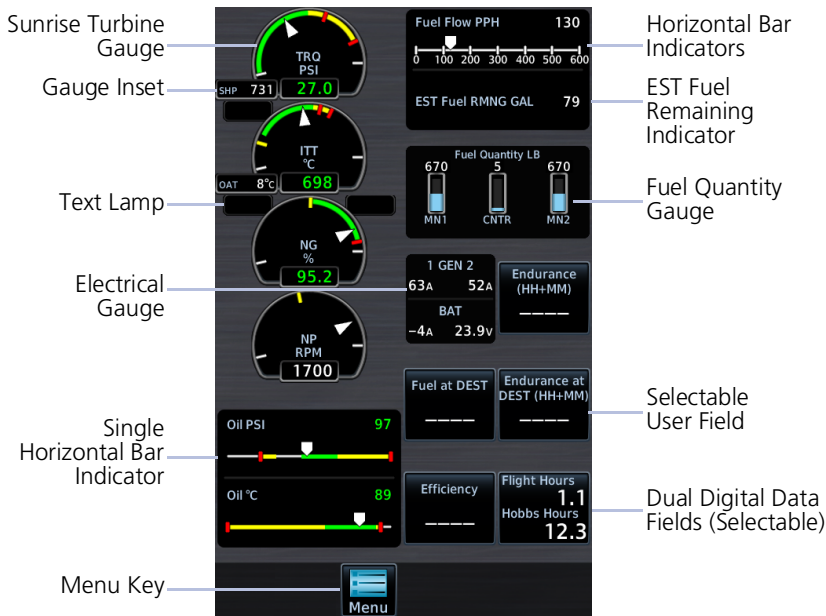 Sunrise Turbine
Gauge
Gauge Inset
Text Lamp
Electrical
Gauge
Single
Horizontal Bar
Indicator
Menu Key
TRQ
PSI
27.0
SHP 731
ITT
°C
698
OAT 8°C
NG
%
95.2
NP
RPM
1700
Oil PSI 97
Oil °C 89
Fuel Flow PPH 130
0 100 200 300 400 500 600
EST Fuel RMNG GAL 79
Fuel Quantity LB
670 5 670
MN1 CNTR MN2
1 GEN 2
63A 52A
BAT
–4A 23.9V
Endurance
(HH+MM)
––––
Fuel at DEST
––––
Endurance at
DEST (HH+MM)
––––
Efficiency
––––
Flight Hours
1.1
Hobbs Hours
12.3
Menu
Horizontal Bar
Indicators
EST Fuel
Remaining
Indicator
Fuel Quantity
Gauge
Selectable
User Field
Dual Digital Data
Fields (Selectable)